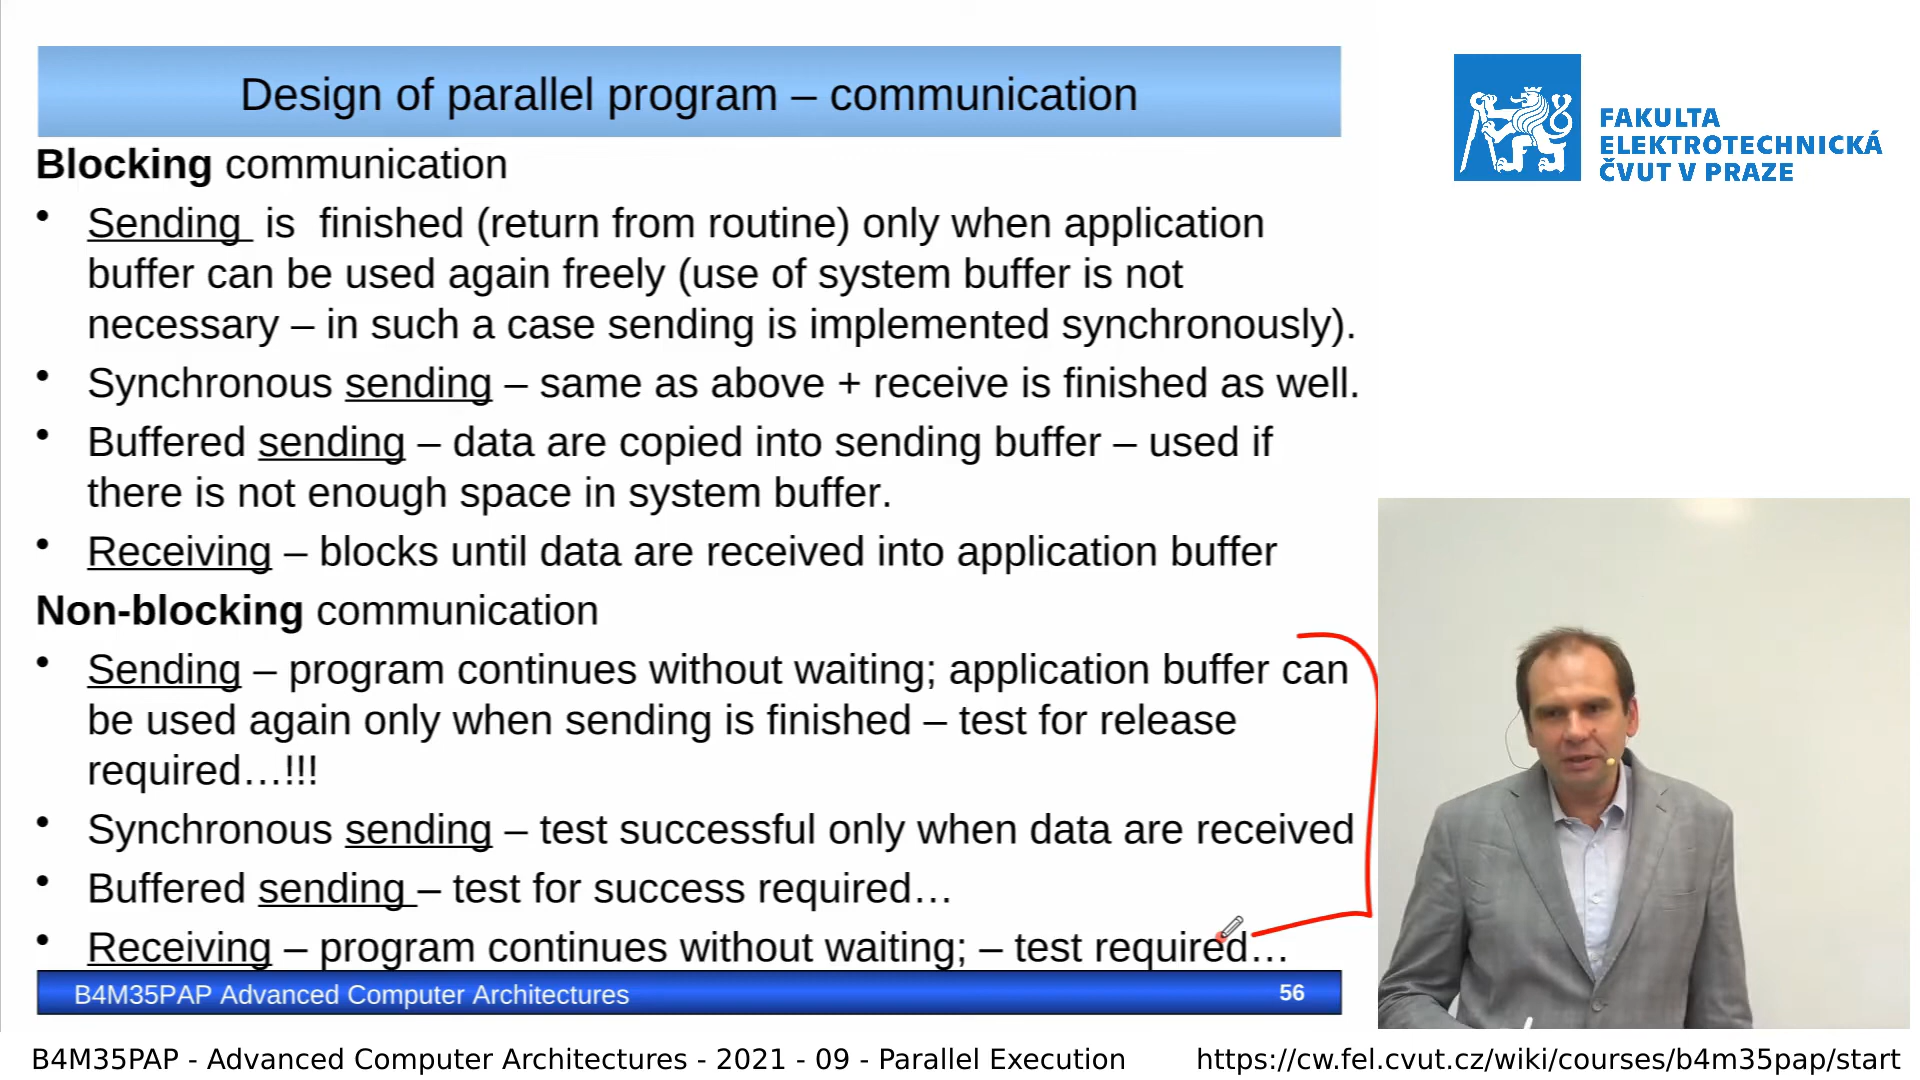 Design of parallel program – communication
FAKULTA
ELEKTROTECHNICKÁ
ČVUT V PRAZE
Blocking communication
• Sending is finished (return from routine) only when application
buffer can be used again freely (use of system buffer is not
necessary – in such a case sending is implemented synchronously).
• Synchronous sending – same as above + receive is finished as well.
• Buffered sending – data are copied into sending buffer – used if
there is not enough space in system buffer.
• Receiving – blocks until data are received into application buffer
Non-blocking communication
• Sending – program continues without waiting; application buffer can
be used again only when sending is finished – test for release
required…!!!
• Synchronous sending – test successful only when data are received
• Buffered sending – test for success required…
• Receiving – program continues without waiting; – test required…
B4M35PAP Advanced Computer Architectures 56
B4M35PAP - Advanced Computer Architectures - 2021 - 09 - Parallel Execution https://cw.fel.cvut.cz/wiki/courses/b4m35pap/start